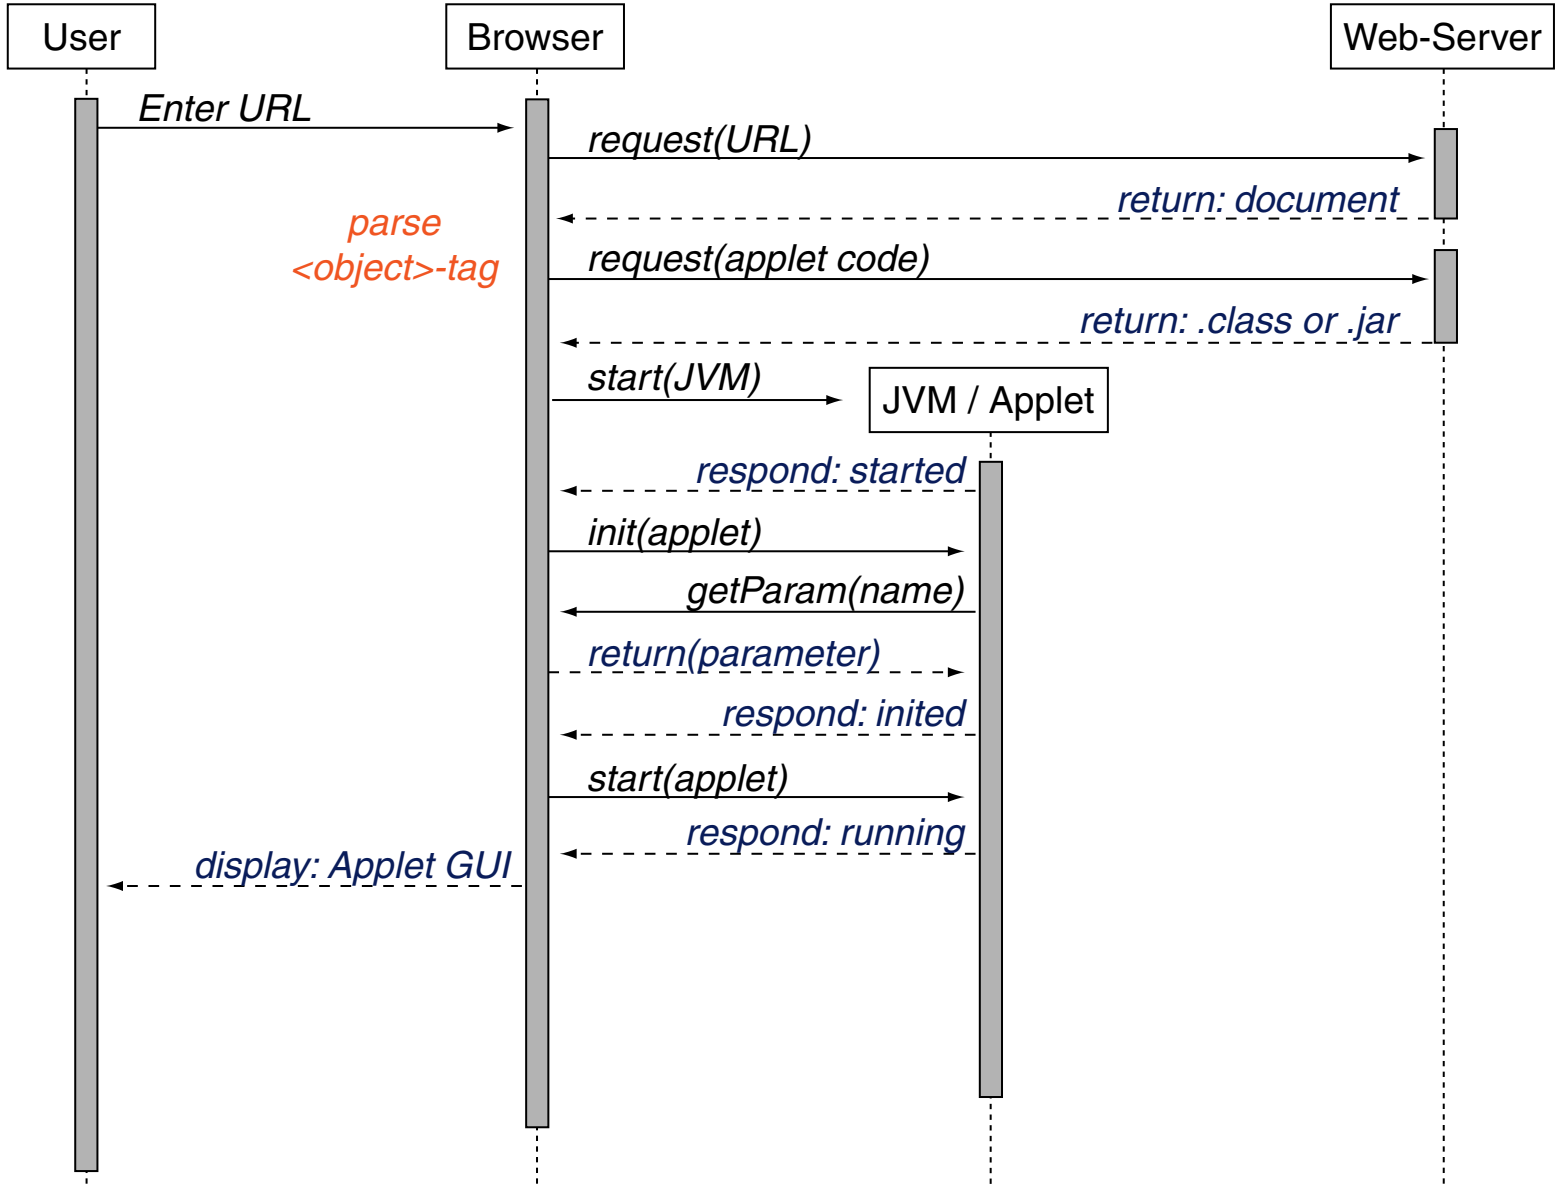 User
Browser
Web-Server
Enter URL
request(URL)
return: document
parse
<object>-tag
request(applet code)
return: .class or .jar
start(JVM)
JVM / Applet
respond: started
init(applet)
getParam(name)
return(parameter)
respond: inited
start(applet)
respond: running
display: Applet GUI